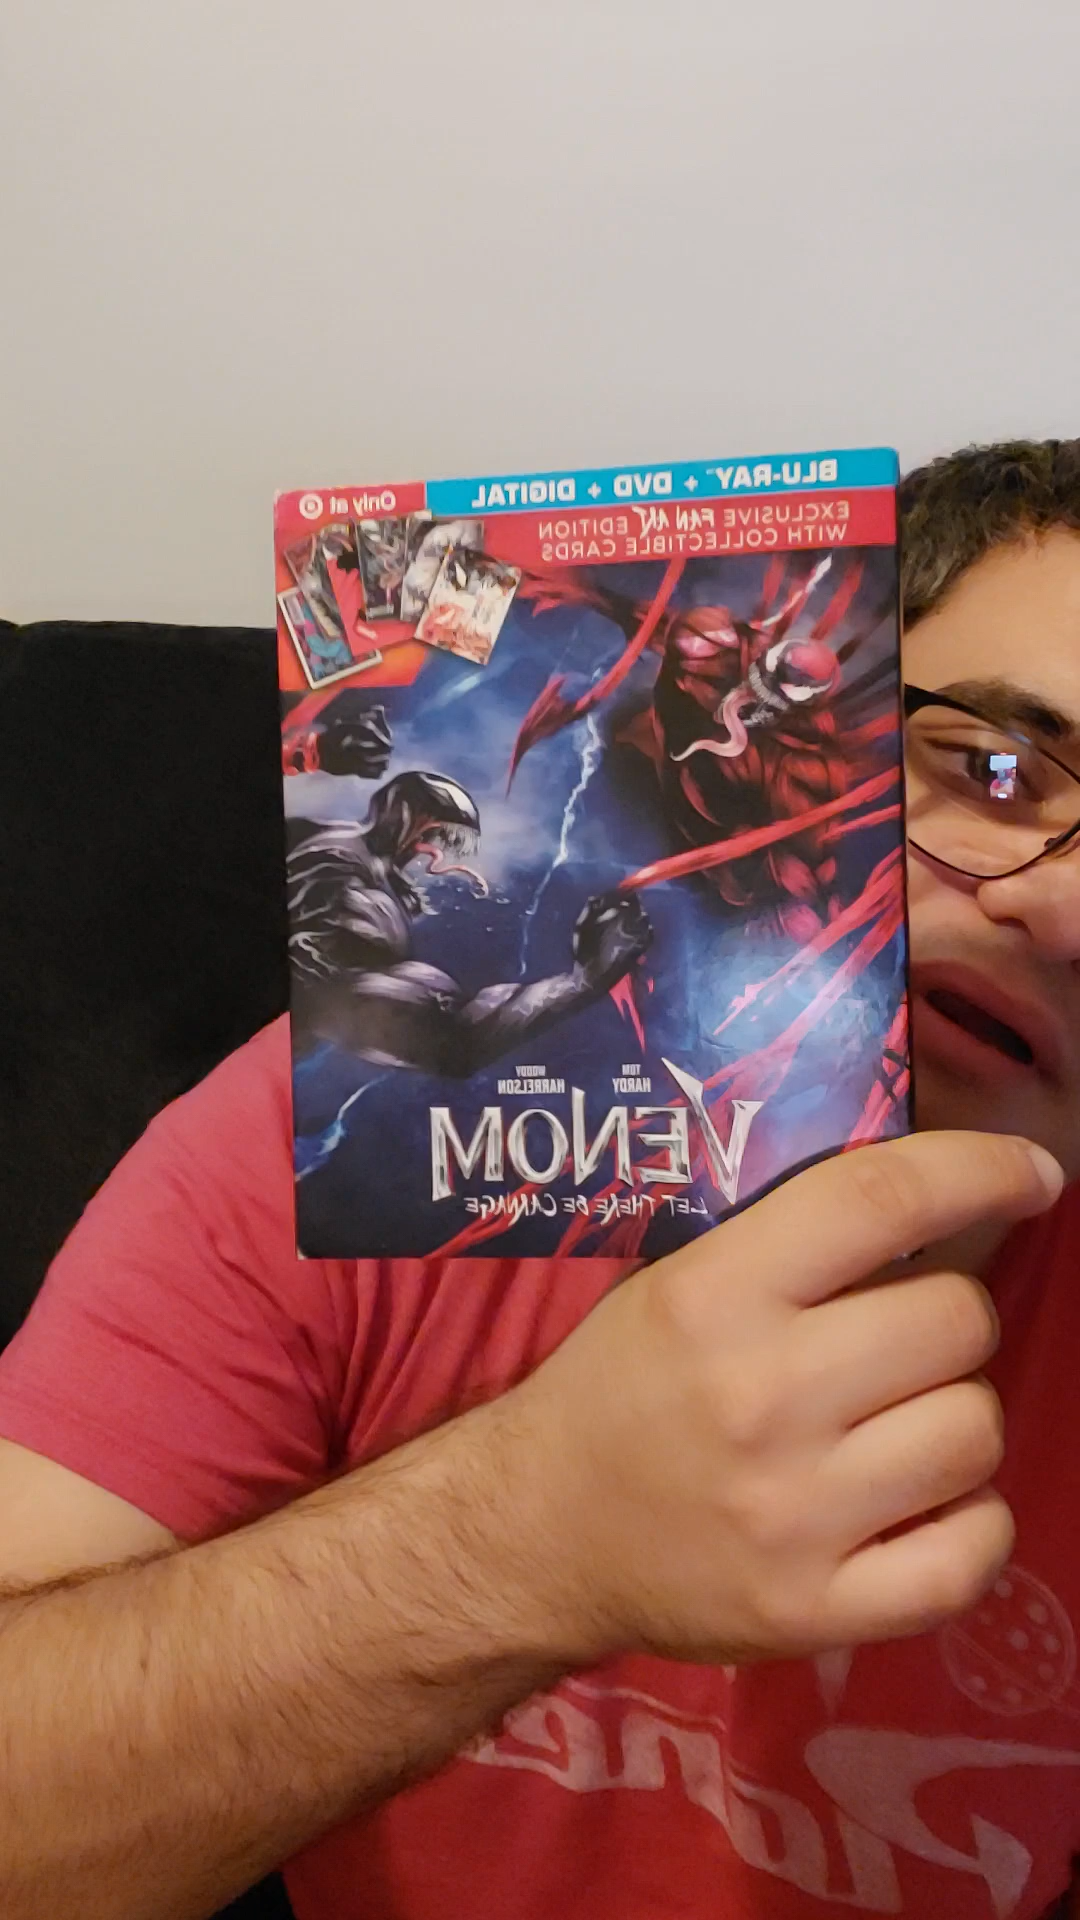 BLU-RAY™ + DVD + DIGITAL
Only at
EXCLUSIVE FAN ART EDITION
WITH COLLECTIBLE CARDS
TOM HARDY
WOODY HARRELSON
VENOM
LET THERE BE CARNAGE